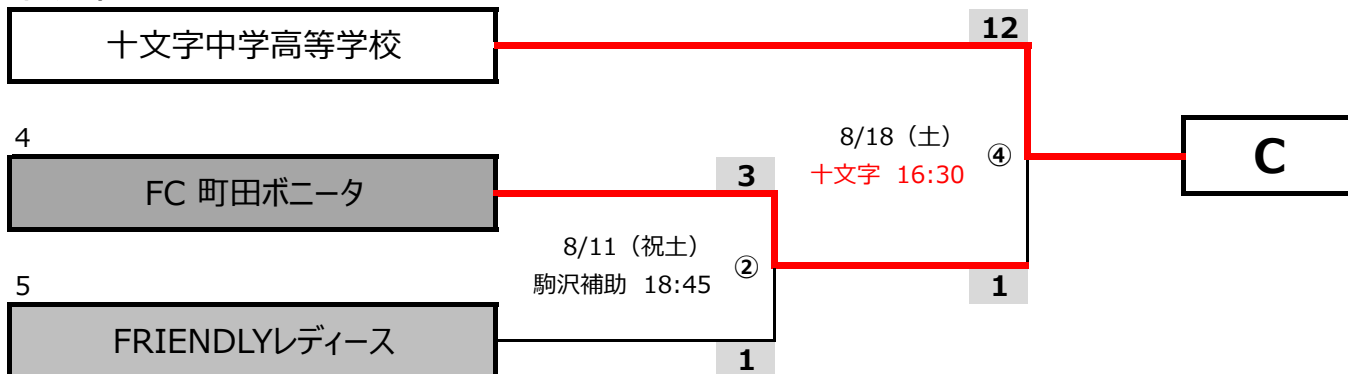 十文字中学高等学校
12
4
FC 町田ボニータ
3
8/18（土）
十文字 16:30
④
C
8/11（祝土）
駒沢補助 18:45
②
1
5
FRIENDLYレディース
1